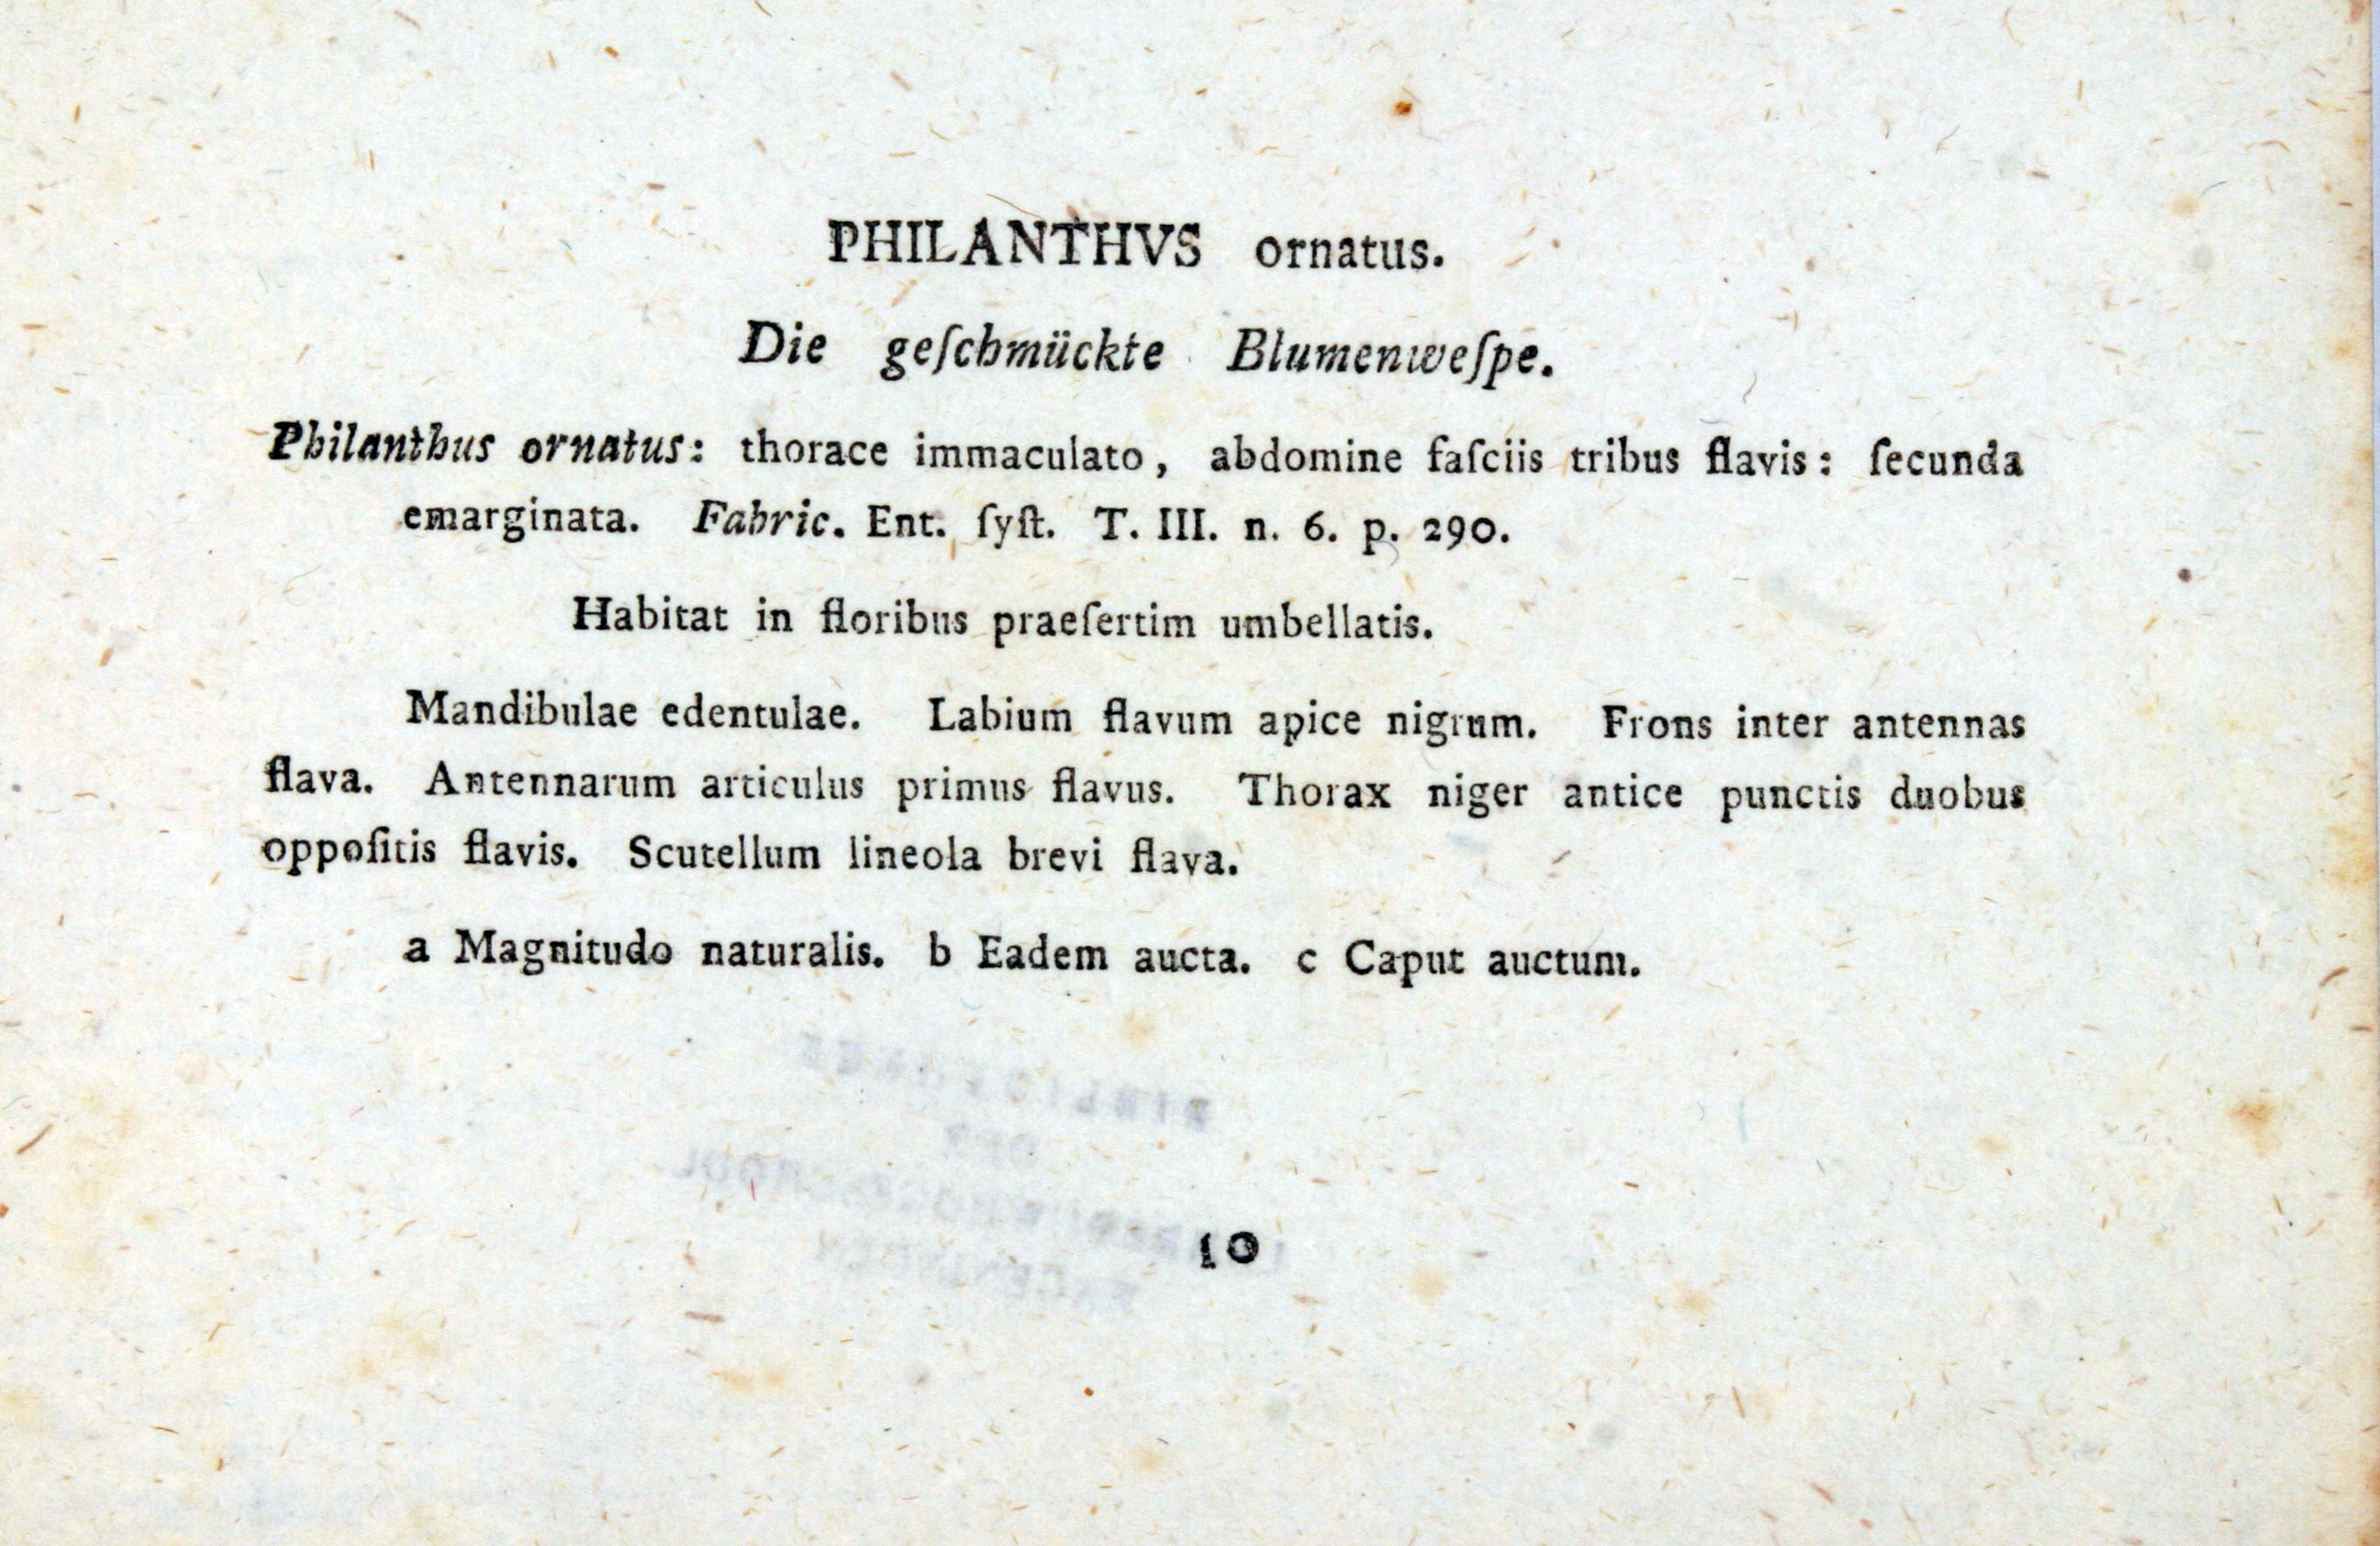 PHILANTHVS ornatus.
Die geſchmückte Blumenweſpe.
Philanthus ornatus: thorace immaculato, abdomine faſciis tribus flavis: ſecunda
emarginata. Fabric. Ent. ſyſt. T. III. n. 6. p. 290.
Habitat in floribus praeſertim umbellatis.
Mandibulae edentulae. Labium flavum apice nigrum. Frons inter antennas
flava. Antennarum articulus primus flavus. Thorax niger antice punctis duobus
oppoſitis flavis. Scutellum lineola brevi flava.
a Magnitudo naturalis. b Eadem aucta. c Caput auctum.
10